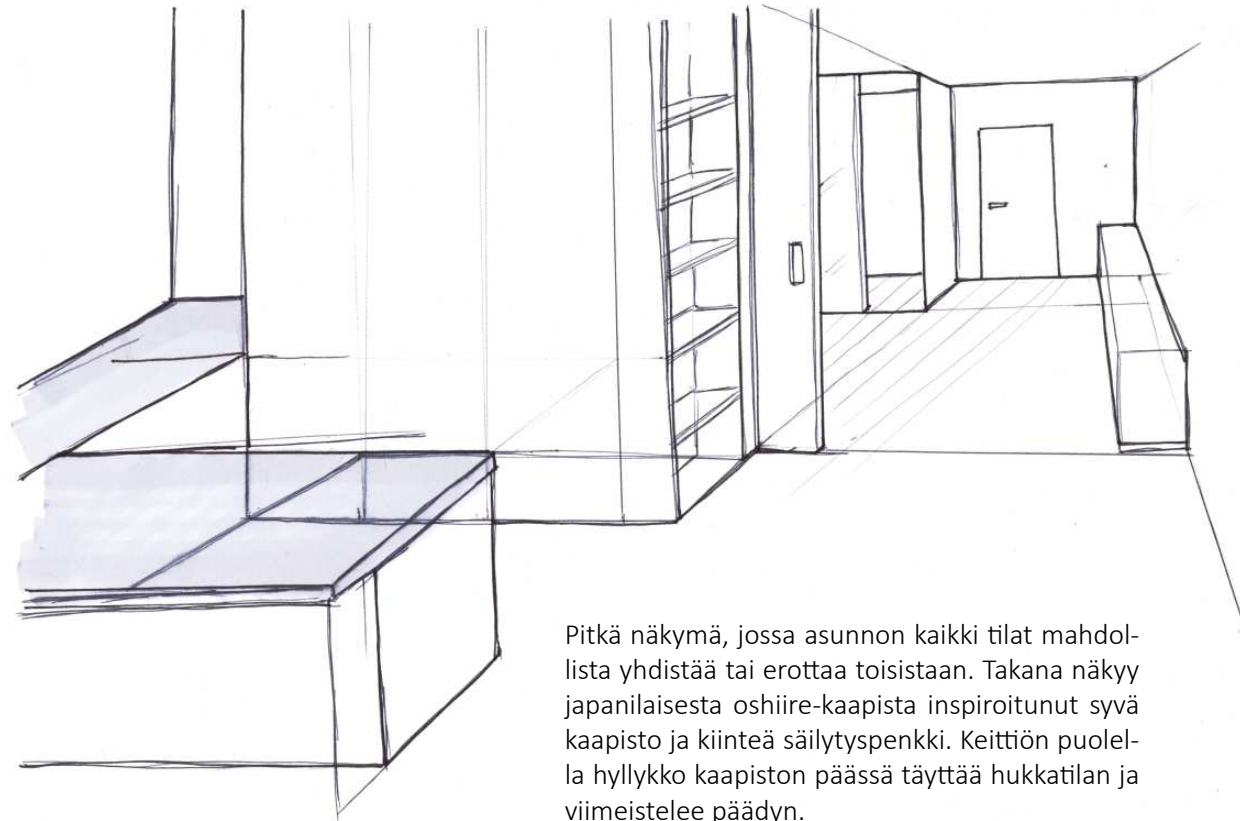 Pitkä näkymä, jossa asunnon kaikki tilat mahdol-
lista yhdistää tai erottaa toisistaan. Takana näkyy
japanilaisesta oshiire-kaapista inspiroitunut syvä
kaapisto ja kiinteä säilytyspenkki. Keittiön puolel-
la hyllykko kaapiston päässä täyttää hukkatilan ja
viimeistelee päädyn.